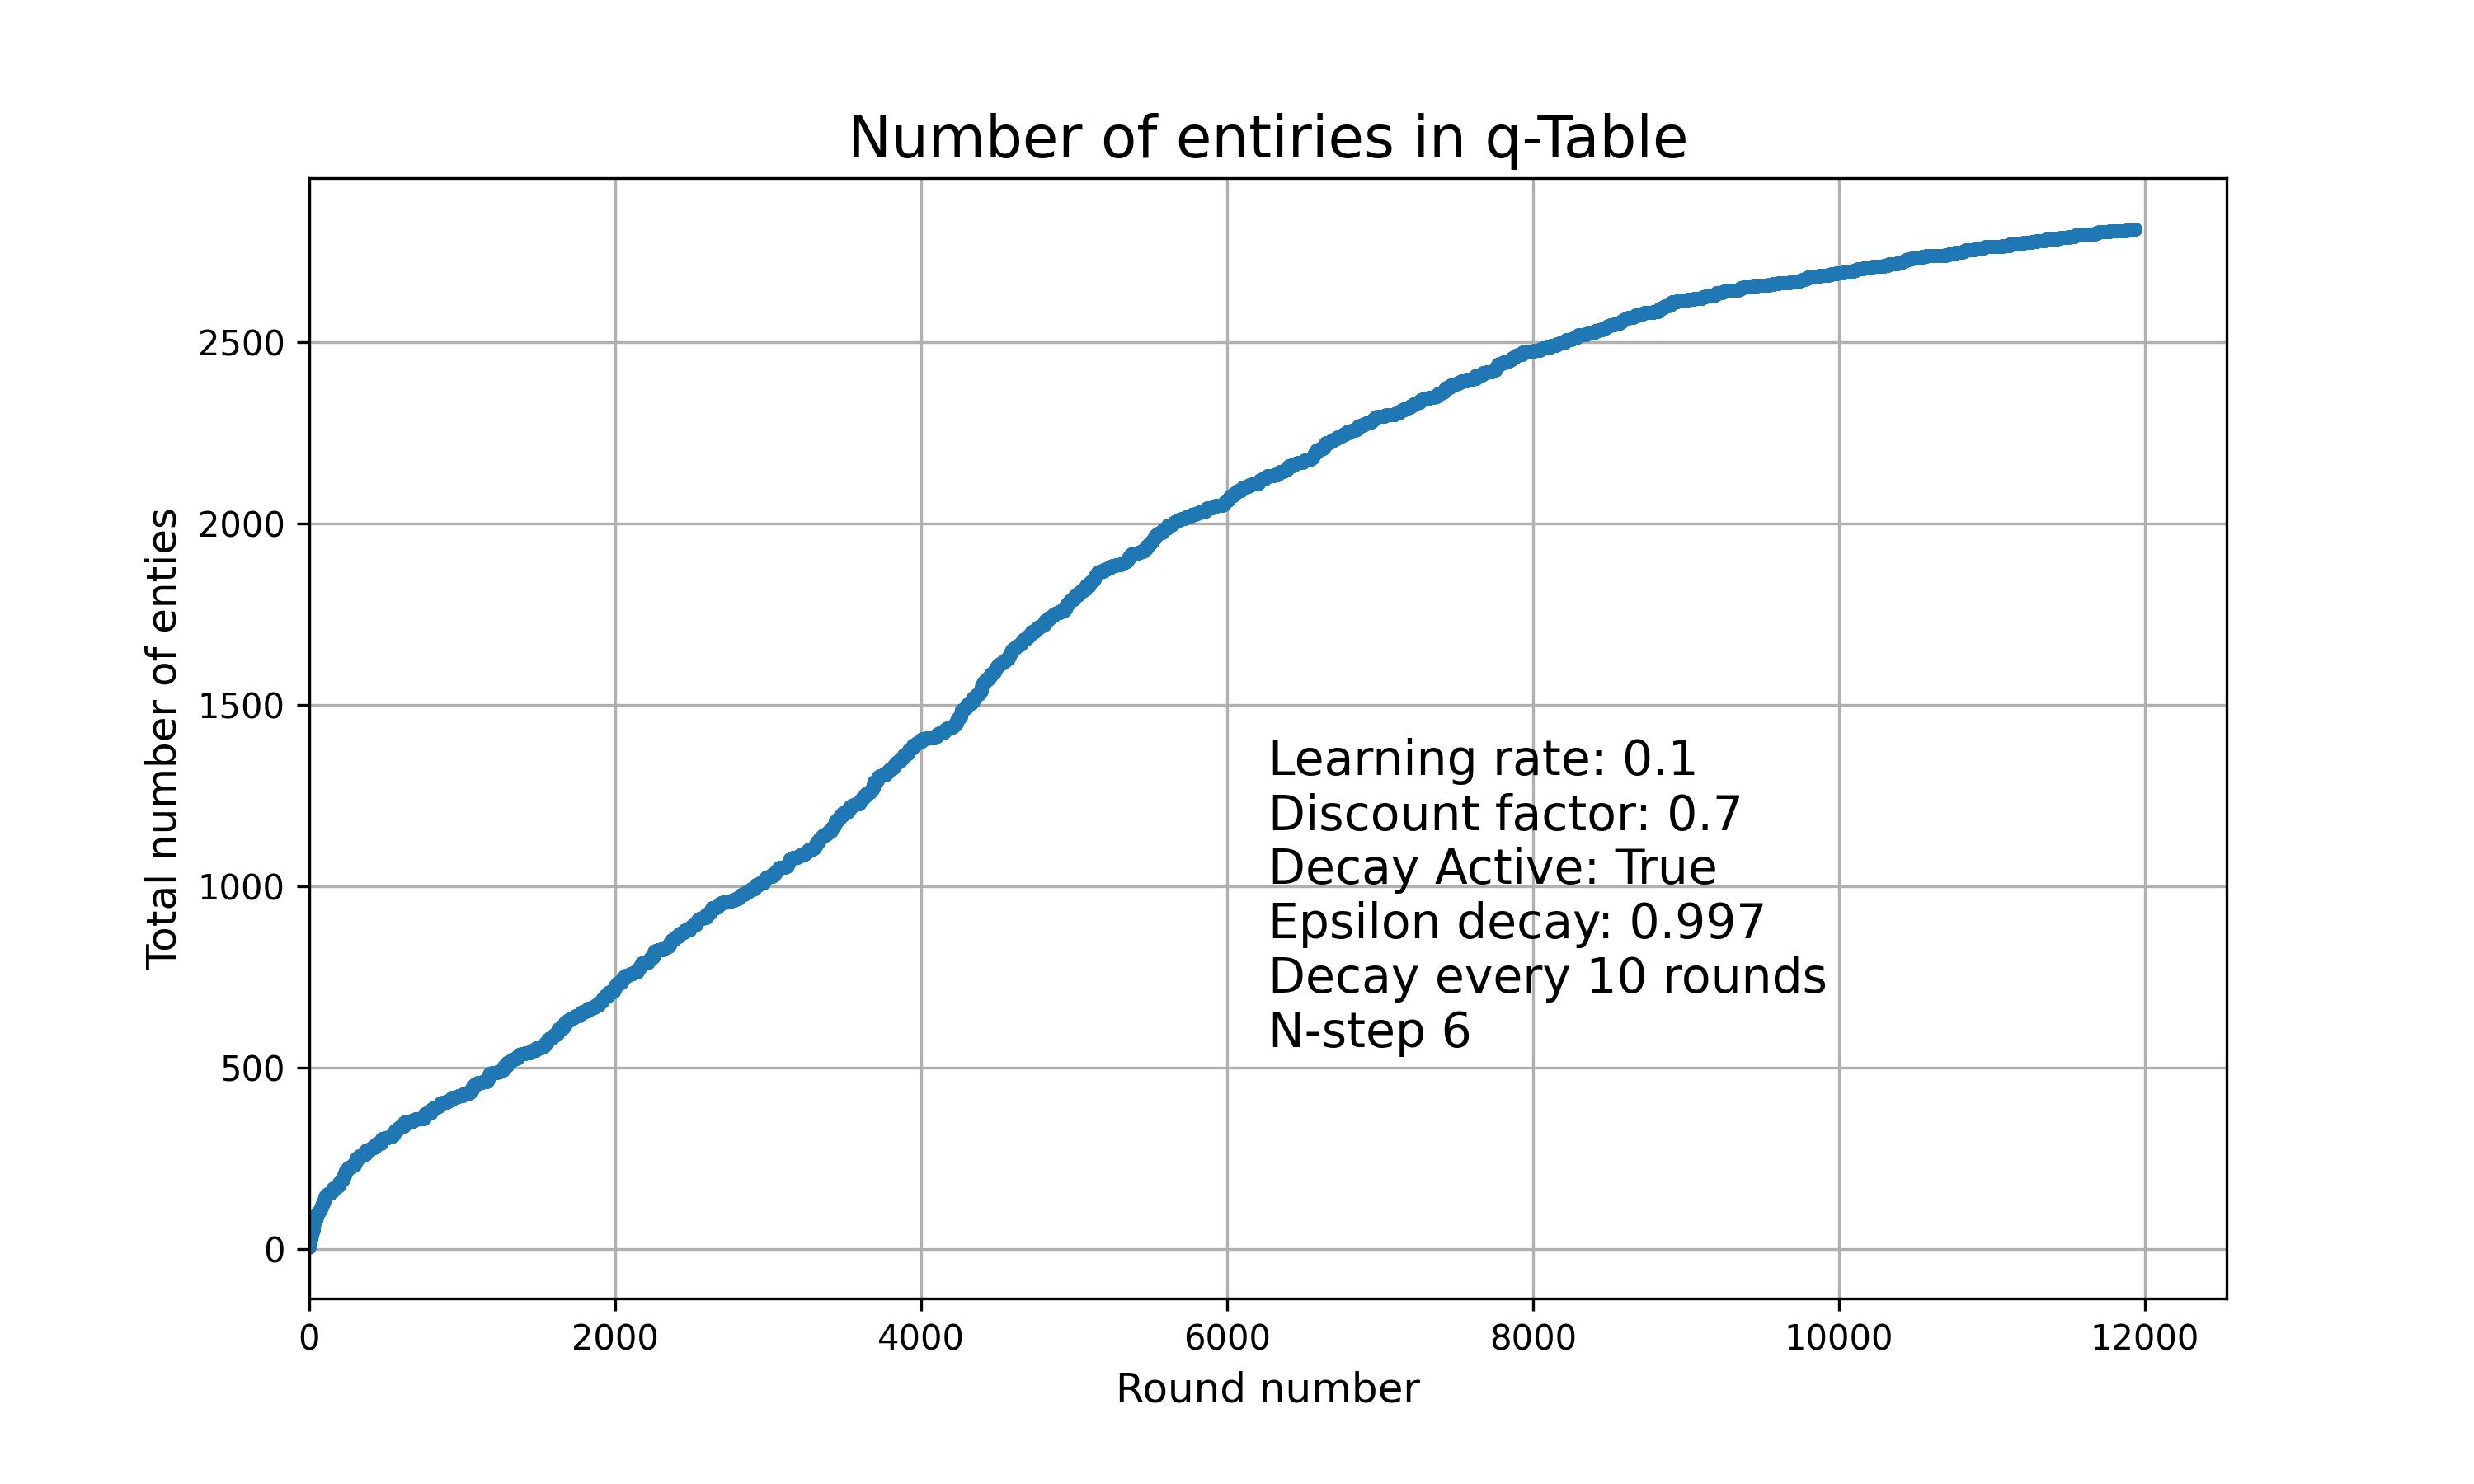 Number of entiries in q-Table
Total number of enties
2500
2000
1500
1000
500
0
Learning rate: 0.1
Discount factor: 0.7
Decay Active: True
Epsilon decay: 0.997
Decay every 10 rounds
N-step 6
0 2000 4000 6000 8000 10000 12000
Round number